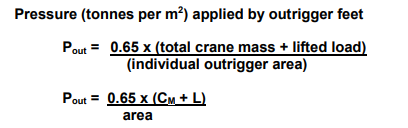 Pressure (tonnes per m²) applied by outrigger feet
Pout = 0.65 x (total crane mass + lifted load)
(individual outrigger area)
Pout = 0.65 x (CM + L)
area